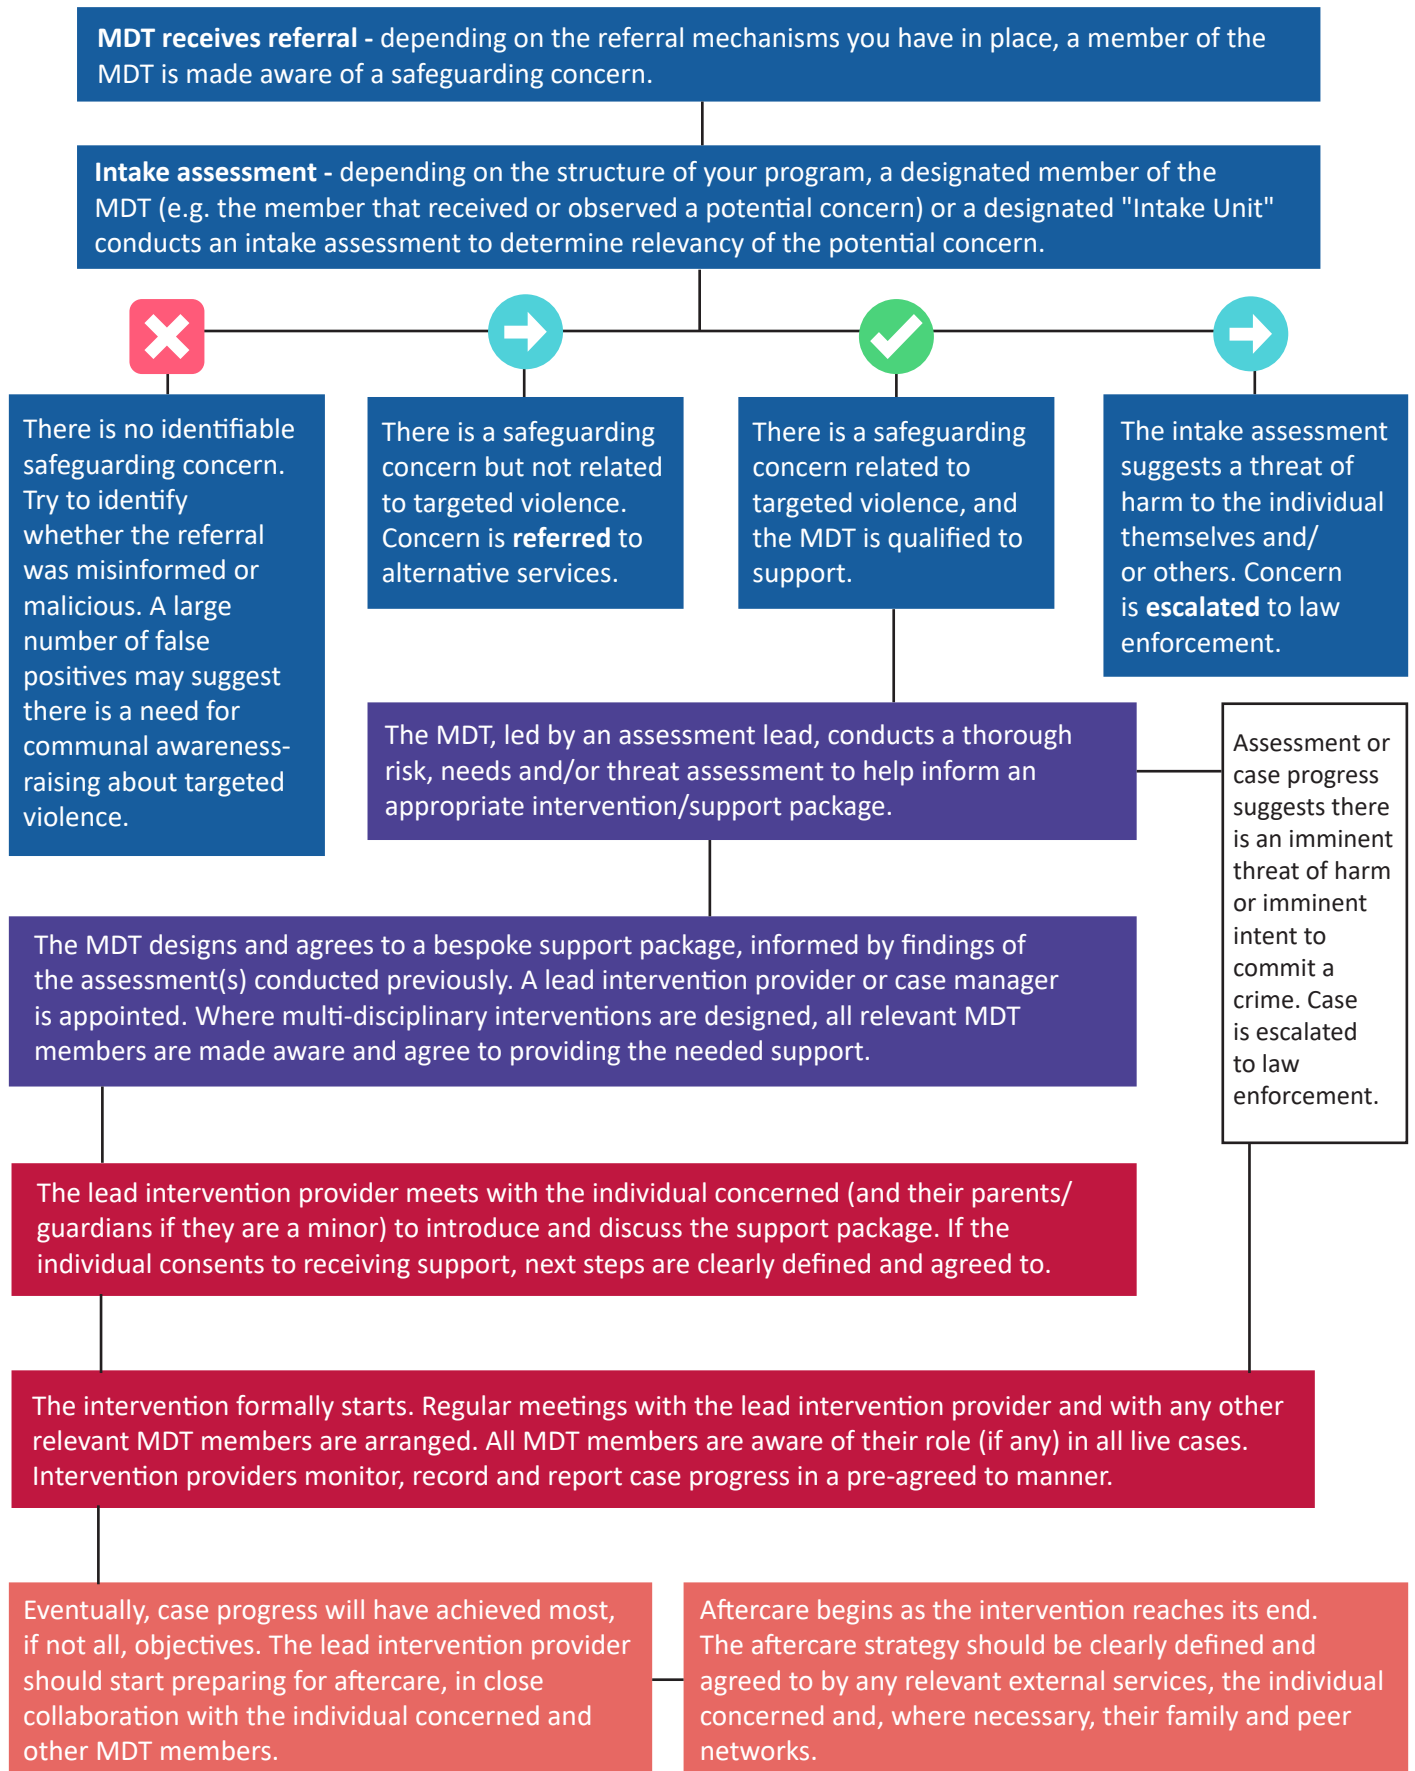 MDT receives referral - depending on the referral mechanisms you have in place, a member of the
MDT is made aware of a safeguarding concern.
Intake assessment - depending on the structure of your program, a designated member of the
MDT (e.g. the member that received or observed a potential concern) or a designated "Intake Unit"
conducts an intake assessment to determine relevancy of the potential concern.
There is no identifiable
safeguarding concern.
Try to identify
whether the referral
was misinformed or
malicious. A large
number of false
positives may suggest
there is a need for
communal awareness-
raising about targeted
violence.
There is a safeguarding
concern but not related
to targeted violence.
Concern is referred to
alternative services.
There is a safeguarding
concern related to
targeted violence, and
the MDT is qualified to
support.
The intake assessment
suggests a threat of
harm to the individual
themselves and/
or others. Concern
is escalated to law
enforcement.
The MDT, led by an assessment lead, conducts a thorough
risk, needs and/or threat assessment to help inform an
appropriate intervention/support package.
Assessment or
case progress
suggests there
is an imminent
threat of harm
or imminent
intent to
commit a
crime. Case
is escalated
to law
enforcement.
The MDT designs and agrees to a bespoke support package, informed by findings of
the assessment(s) conducted previously. A lead intervention provider or case manager
is appointed. Where multi-disciplinary interventions are designed, all relevant MDT
members are made aware and agree to providing the needed support.
The lead intervention provider meets with the individual concerned (and their parents/
guardians if they are a minor) to introduce and discuss the support package. If the
individual consents to receiving support, next steps are clearly defined and agreed to.
The intervention formally starts. Regular meetings with the lead intervention provider and with any other
relevant MDT members are arranged. All MDT members are aware of their role (if any) in all live cases.
Intervention providers monitor, record and report case progress in a pre-agreed to manner.
Eventually, case progress will have achieved most,
if not all, objectives. The lead intervention provider
should start preparing for aftercare, in close
collaboration with the individual concerned and
other MDT members.
Aftercare begins as the intervention reaches its end.
The aftercare strategy should be clearly defined and
agreed to by any relevant external services, the individual
concerned and, where necessary, their family and peer
networks.